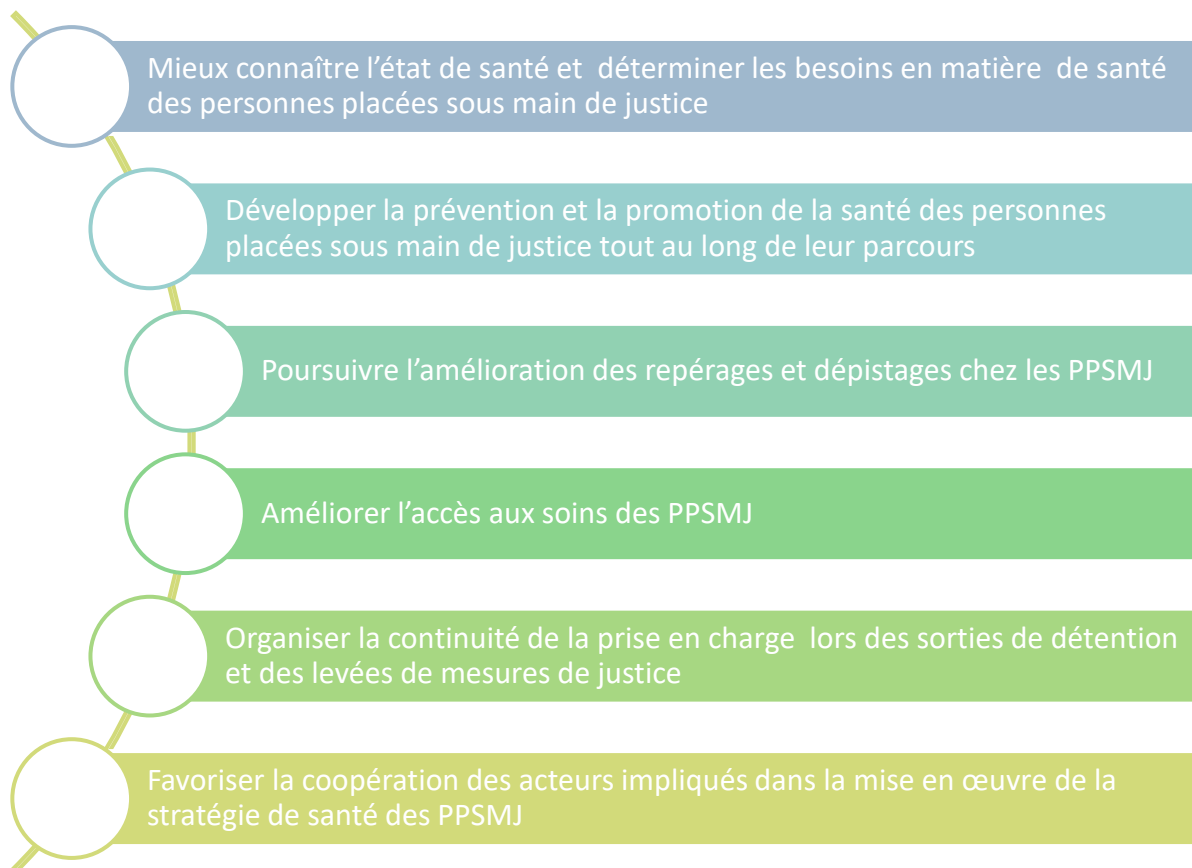 Mieux connaître l’état de santé et  déterminer les besoins en matière  de santé
des personnes placées sous main de justice
Développer la prévention et la promotion de la santé des personnes
placées sous main de justice tout au long de leur parcours
Poursuivre l’amélioration des repérages et dépistages chez les PPSMJ
Améliorer l’accès aux soins des PPSMJ
Organiser la continuité de la prise en charge  lors des sorties de détention
et des levées de mesures de justice
Favoriser la coopération des acteurs impliqués dans la mise en œuvre de la
stratégie de santé des PPSMJ